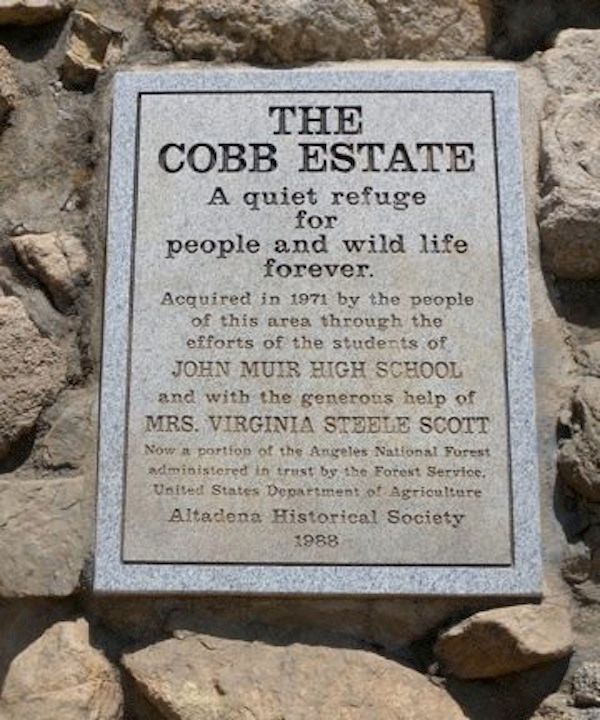 THE
COBB ESTATE
A quiet refuge
for
people and wild life
forever.
Acquired in 1971 by the people
of this area through the
efforts of the students of
JOHN MUIR HIGH SCHOOL
and with the generous help of
MRS. VIRGINIA STEELE SCOTT
Now a portion of the Angeles National Forest
administered in trust by the Forest Service,
United States Department of Agriculture
Altadena Historical Society
1988